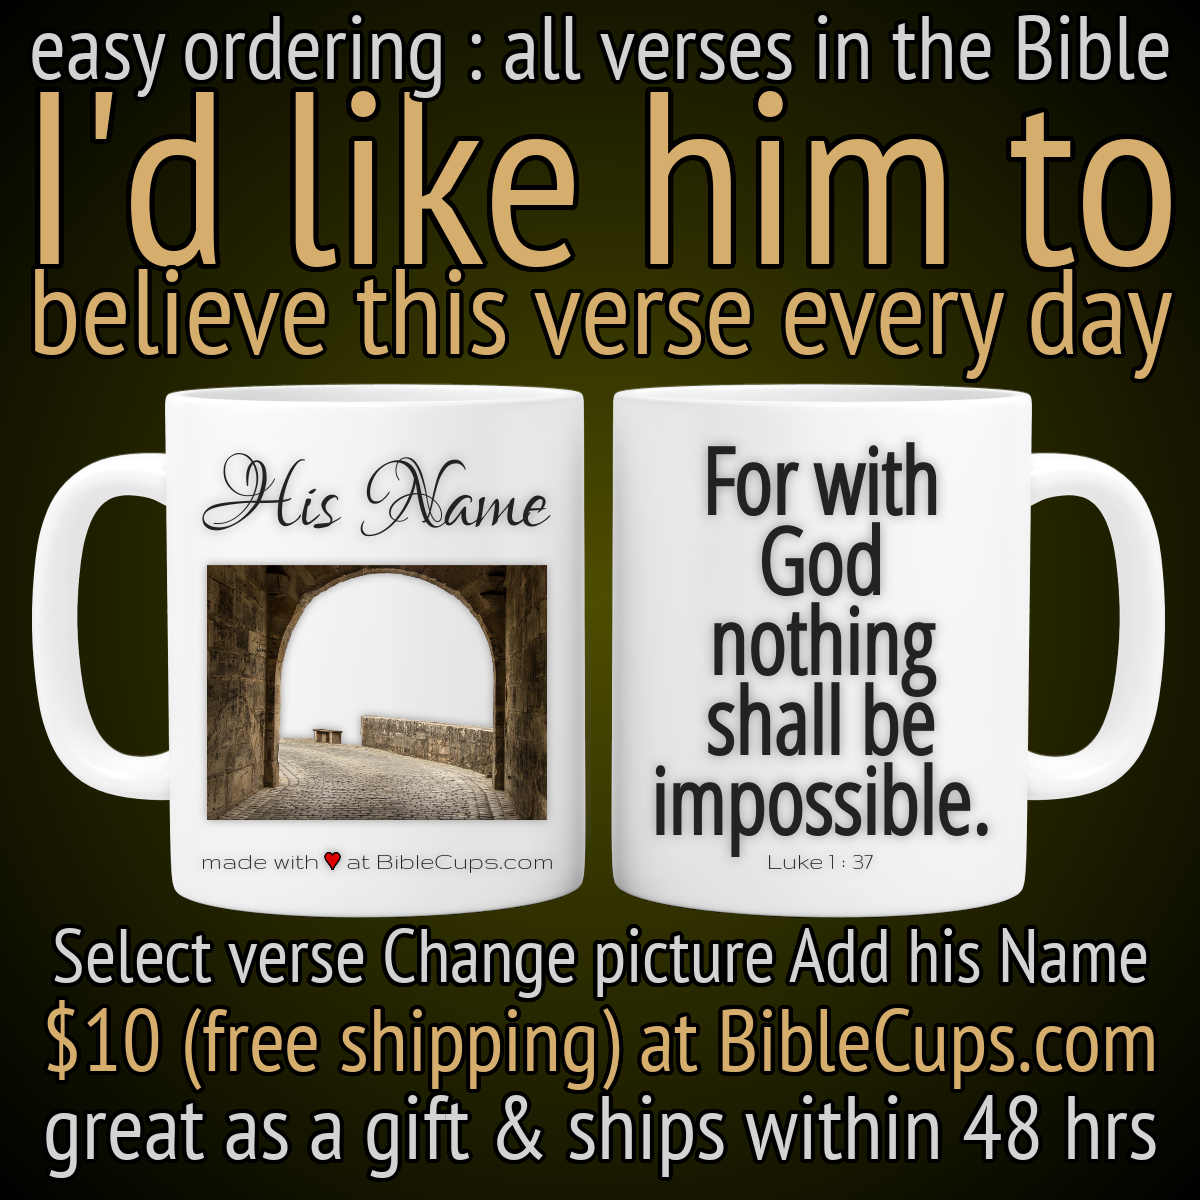 easy ordering : all verses in the Bible
I'd like him to
believe this verse every day
His Name
made with ♥ at BibleCups.com
For with
God
nothing
shall be
impossible.
Luke 1 : 37
Select verse Change picture Add his Name
$10 (free shipping) at BibleCups.com
great as a gift & ships within 48 hrs